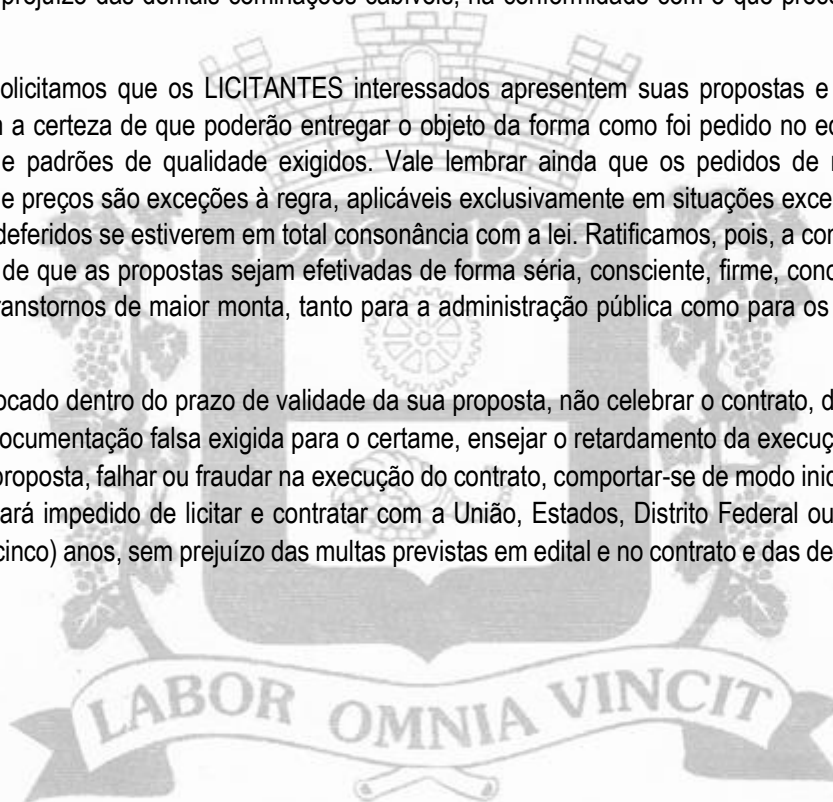 prejuízo das demais cominações cabíveis, na conformidade com o que
olicitamos que os LICITANTES interessados apresentem suas propostas e
a certeza de que poderão entregar o objeto da forma como foi pedido no
e padrões de qualidade exigidos. Vale lembrar ainda que os pedidos de
e preços são exceções à regra, aplicáveis exclusivamente em situações exce
deferidos se estiverem em total consonância com a lei. Ratificamos, pois, a
de que as propostas sejam efetivadas de forma séria, consciente, firme, conc
ranstornos de maior monta, tanto para a administração pública como para os
ocado dentro do prazo de validade da sua proposta, não celebrar o contrato, d
ocumentação falsa exigida para o certame, ensejar o retardamento da execuç
proposta, falhar ou fraudar na execução do contrato, comportar-se de modo inid
ará impedido de licitar e contratar com a União, Estados, Distrito Federal ou
cinco) anos, sem prejuízo das multas previstas em edital e no contrato e das de
LABOR OMNIA VINCIT